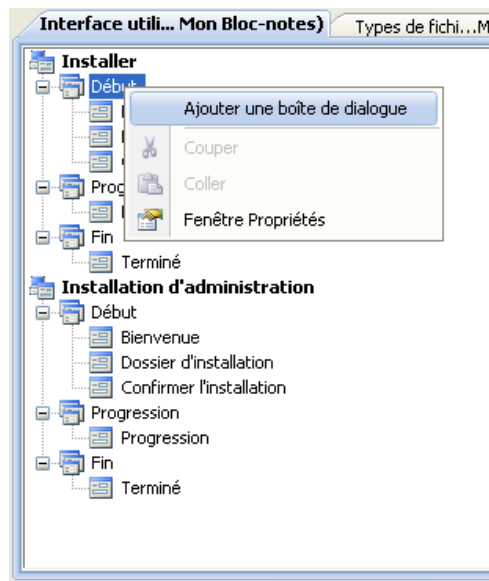 Interface utili... Mon Bloc-notes)
Types de fichi...M
Installer
Début
Ajouter une boîte de dialogue
Couper
Coller
Fenêtre Propriétés
Fin
Terminé
Installation d'administration
Début
Bienvenue
Dossier d'installation
Confirmer l'installation
Progression
Progression
Fin
Terminé